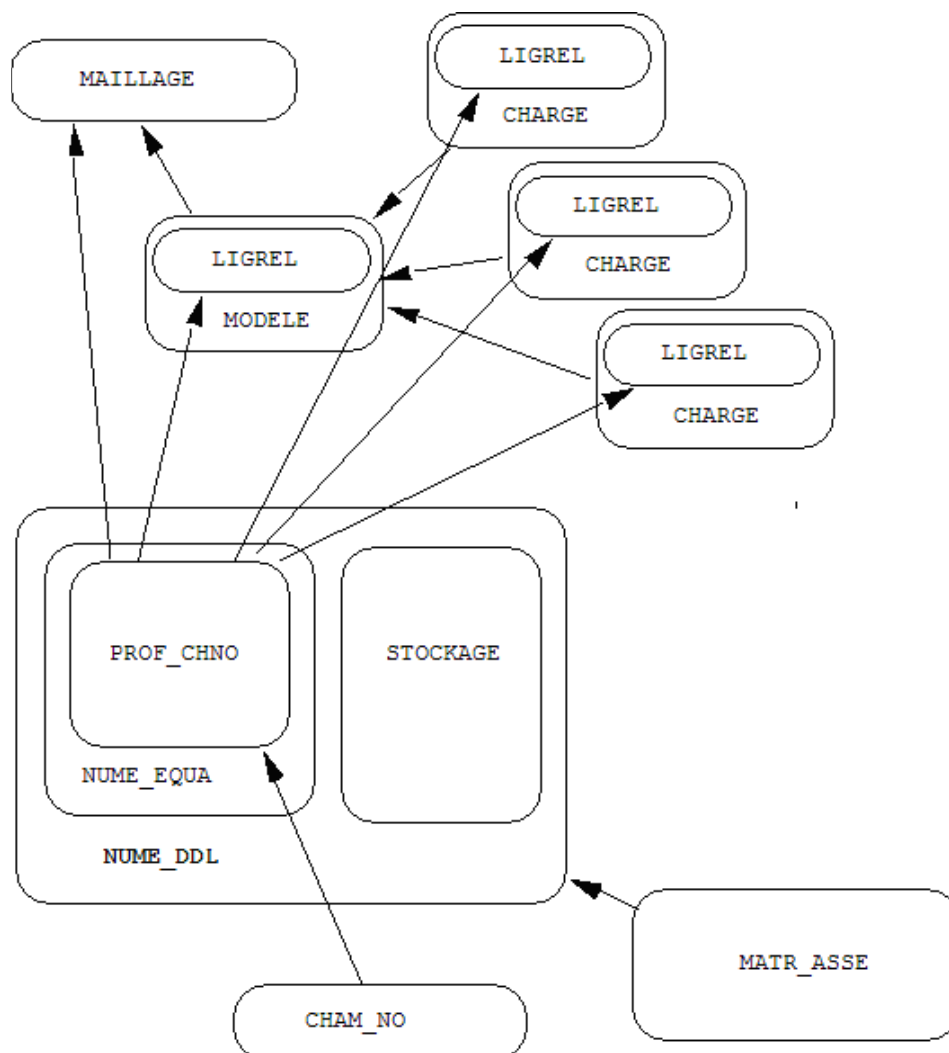 LIGREL
MAILLAGE
CHARGE
LIGREL
LIGREL
CHARGE
MODELE
LIGREL
CHARGE
PROF_CHNO
STOCKAGE
NUME_EQUA
NUME_DDL
MATR_ASSE
CHAM_NO